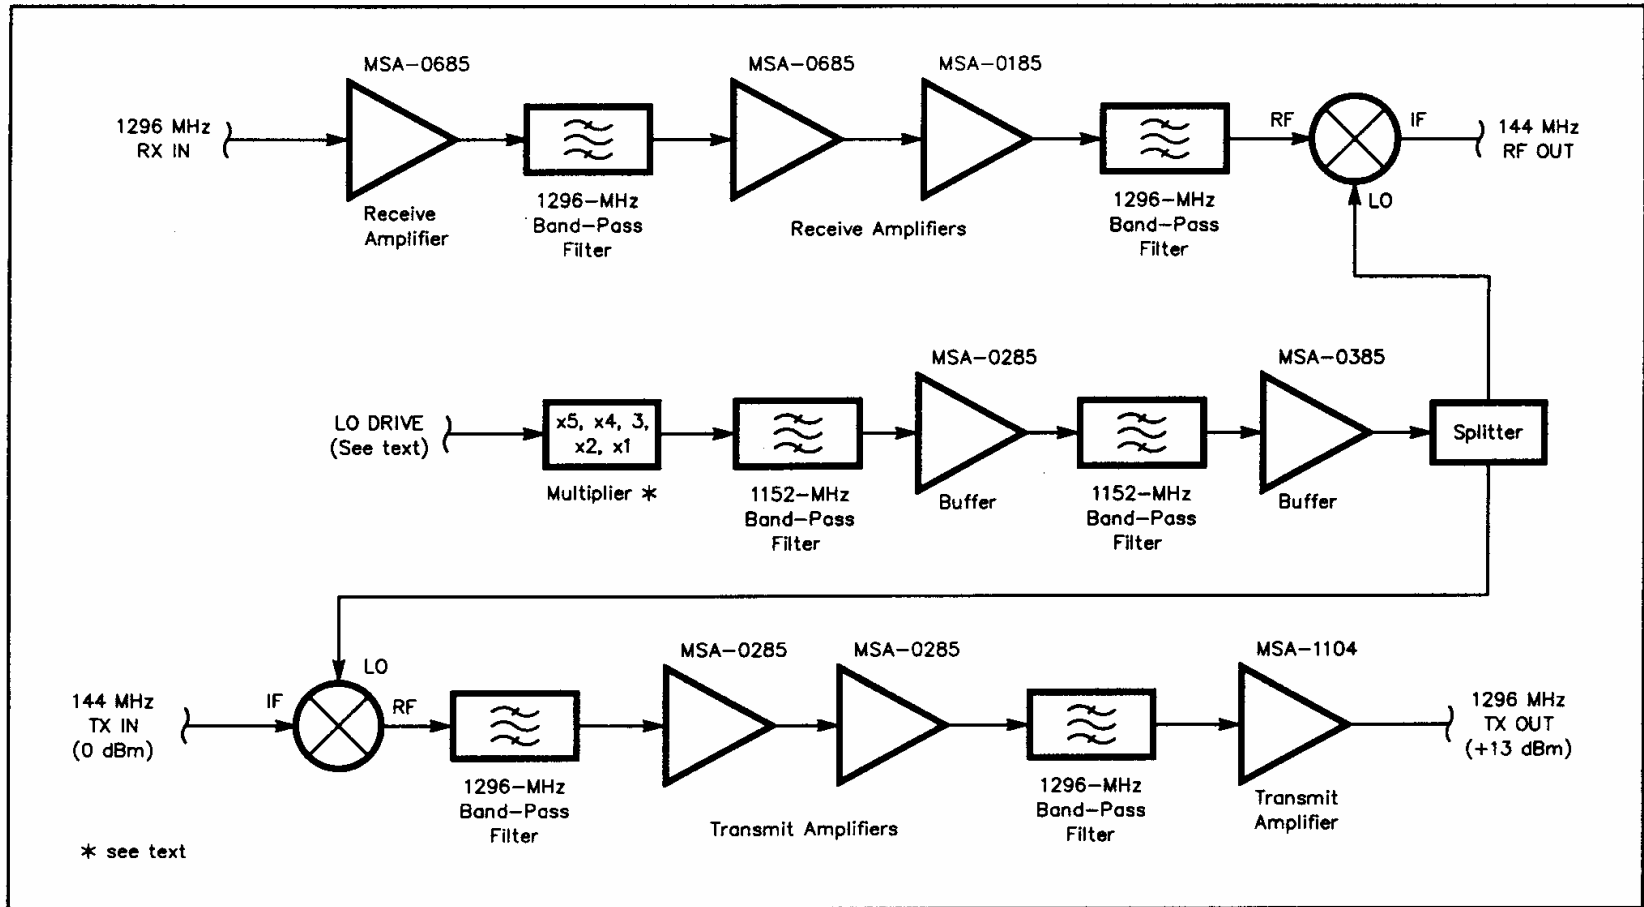 MSA-0685
MSA-0685
MSA-0185
1296 MHz
RX IN
RF
IF
144 MHz
RF OUT
LO
Receive
Amplifier
1296-MHz
Band-Pass
Filter
Receive Amplifiers
1296-MHz
Band-Pass
Filter
MSA-0285
MSA-0385
LO DRIVE
(See text)
x5, x4, 3,
x2, x1
Splitter
Multiplier *
1152-MHz
Band-Pass
Filter
Buffer
1152-MHz
Band-Pass
Filter
Buffer
MSA-0285
MSA-0285
MSA-1104
LO
144 MHz
TX IN
(0 dBm)
IF
RF
1296 MHz
TX OUT
(+13 dBm)
1296-MHz
Band-Pass
Filter
Transmit Amplifiers
1296-MHz
Band-Pass
Filter
Transmit
Amplifier
* see text